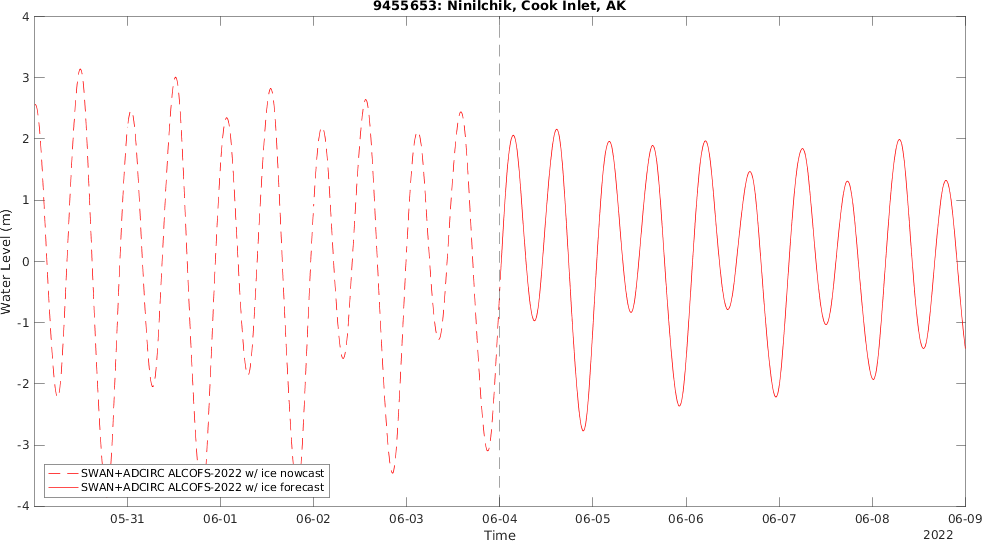 9455653: Ninilchik, Cook Inlet, AK
4
3
2
1
0
-1
-2
-3
-4
Water Level (m)
SWAN+ADCIRC ALCOFS-2022 w/ ice nowcast
SWAN+ADCIRC ALCOFS-2022 w/ ice forecast
05-31 06-01 06-02 06-03 06-04 06-05 06-06 06-07 06-08 06-09
Time
2022